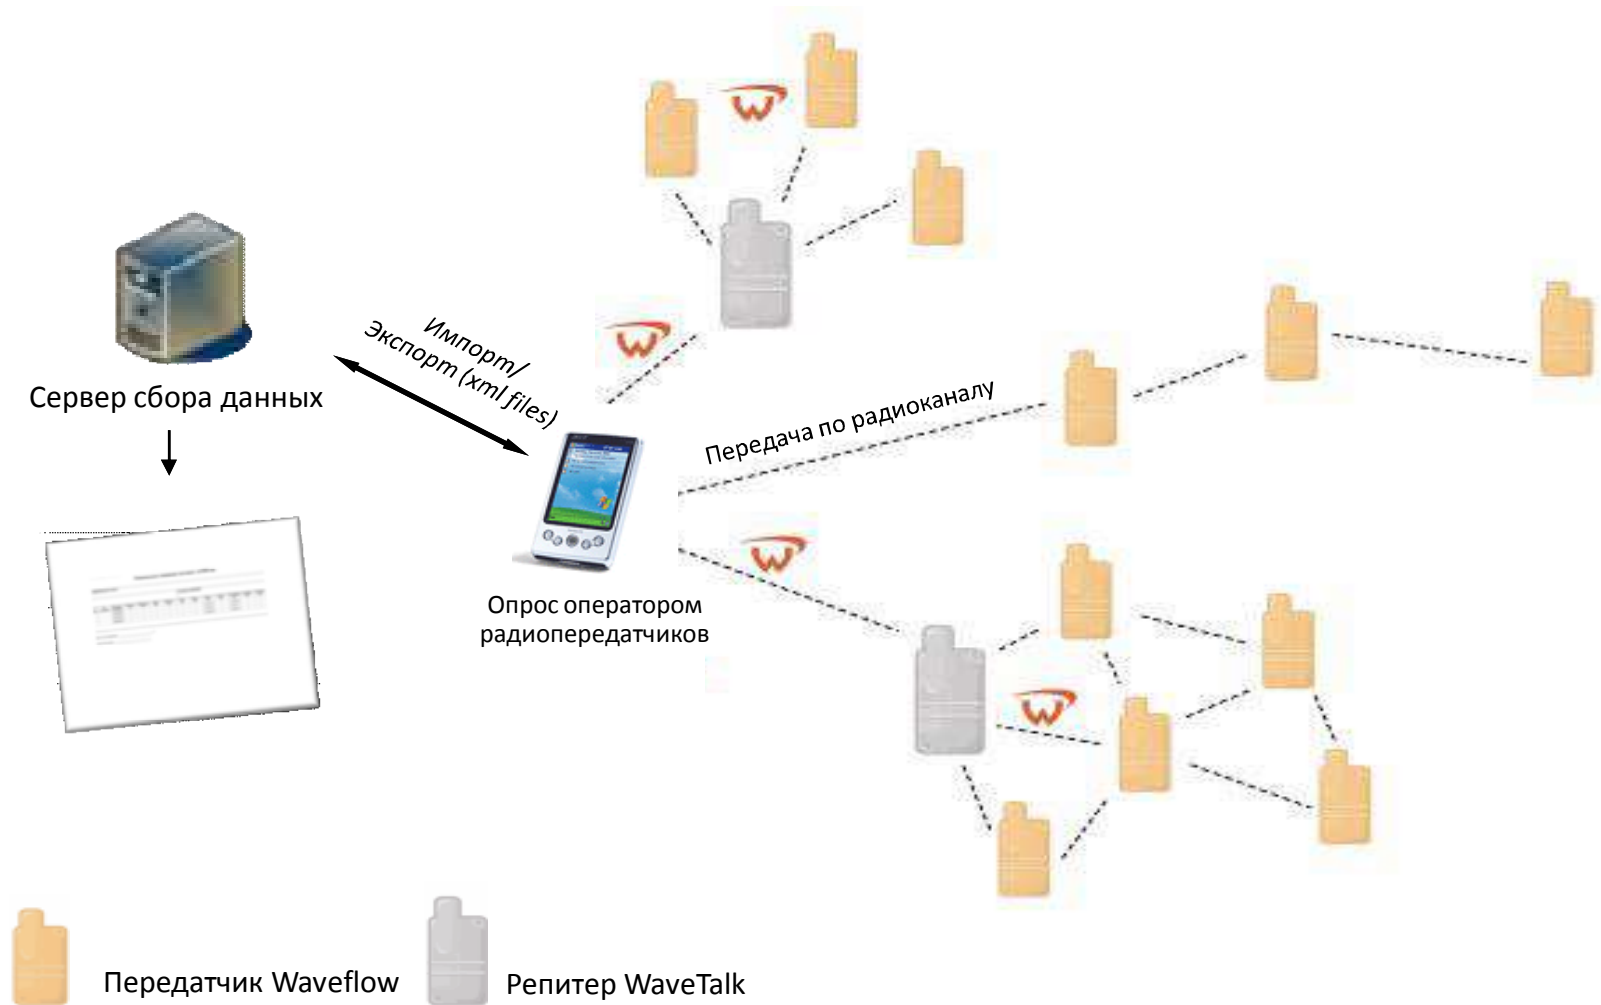 Импорт/
Экспорт (xml files)
Сервер сбора данных
Передача по радиоканалу
Опрос оператором
радиопередатчиков
Передатчик Waveflow
Репитер WaveTalk